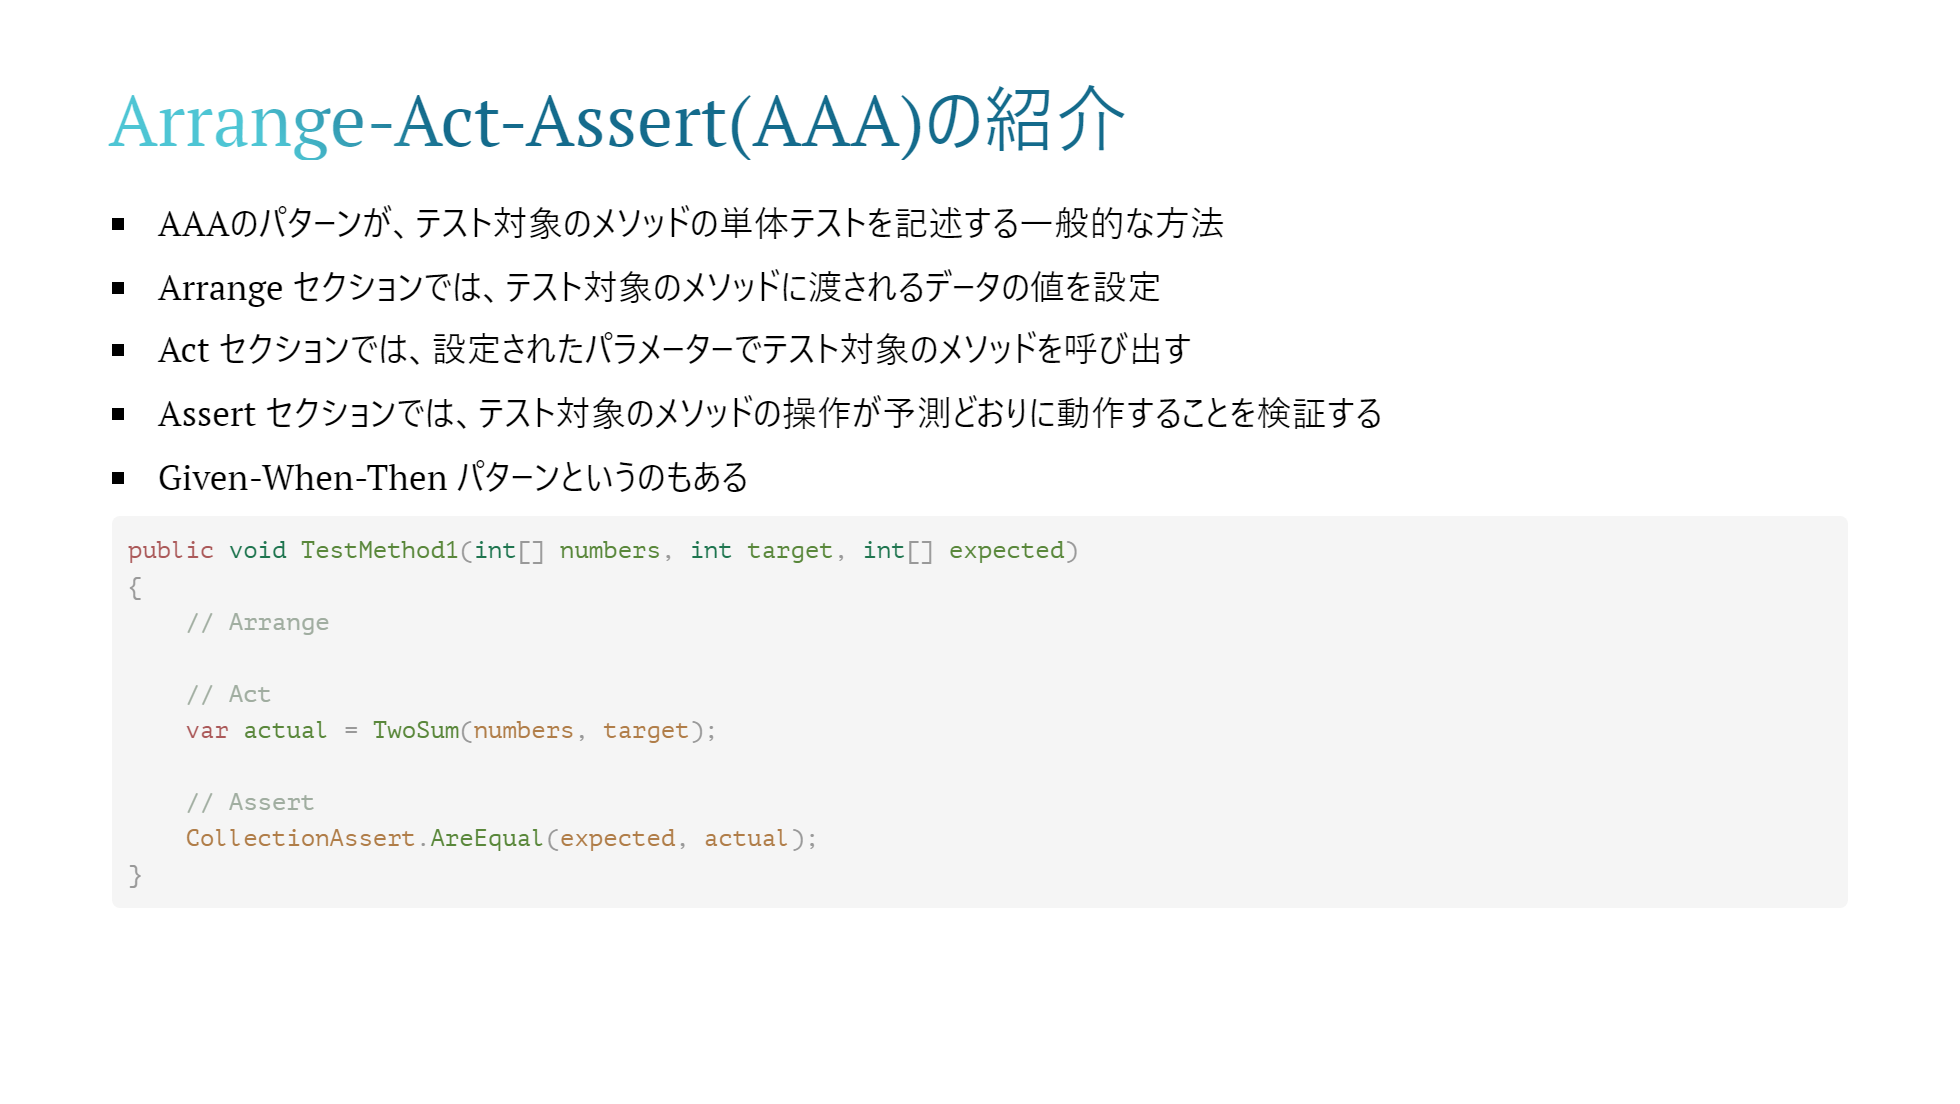 Arrange-Act-Assert(AAA)の紹介
▪ AAAのパターンが、テスト対象のメソッドの単体テストを記述する一般的な方法
▪ Arrange セクションでは、テスト対象のメソッドに渡されるデータの値を設定
▪ Act セクションでは、設定されたパラメーターでテスト対象のメソッドを呼び出す
▪ Assert セクションでは、テスト対象のメソッドの操作が予測どおりに動作することを検証する
▪ Given-When-Then パターンというのもある
public void TestMethod1(int[] numbers, int target, int[] expected)
{
    // Arrange

    // Act
    var actual = TwoSum(numbers, target);

    // Assert
    CollectionAssert.AreEqual(expected, actual);
}